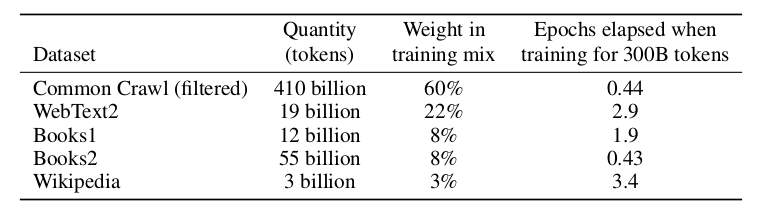 Quantity Weight in Epochs elapsed when
Dataset (tokens) training mix training for 300B tokens
Common Crawl (filtered) 410 billion 60% 0.44
WebText2 19 billion 22% 2.9
Books1 12 billion 8% 1.9
Books2 55 billion 8% 0.43
Wikipedia 3 billion 3% 3.4